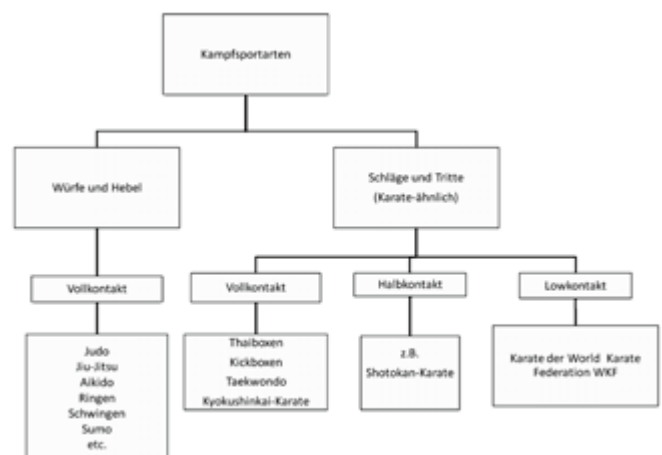 Kampfsportarten
Würfe und Hebel
Schläge und Tritte
(Karate-ähnlich)
Vollkontakt
Vollkontakt
Halbkontakt
Lowkontakt
Judo
Jiu-Jitsu
Aikido
Ringen
Schwingen
Sumo
etc.
Thaiboxen
Kickboxen
Taekwondo
Kyokushinkai-Karate
z.B.
Shotokan-Karate
Karate der World Karate
Federation WKF